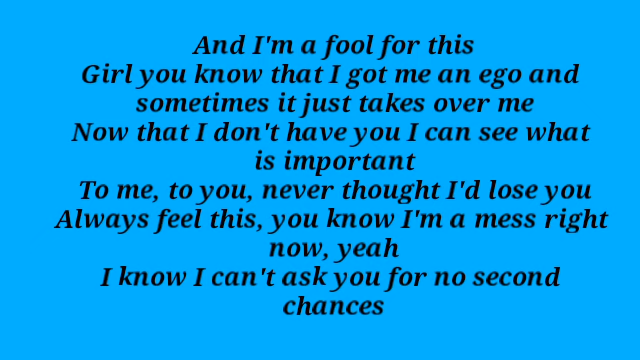 And I'm a fool for this
Girl you know that I got me an ego and
sometimes it just takes over me
Now that I don't have you I can see what
is important
To me, to you, never thought I'd lose you
Always feel this, you know I'm a mess right
now, yeah
I know I can't ask you for no second
chances